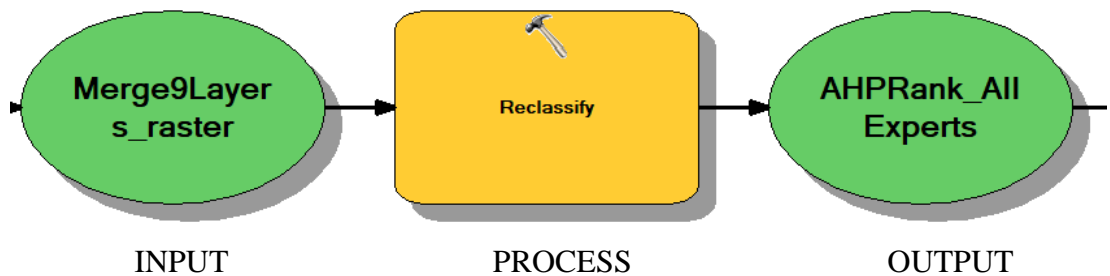 Merge9Layer
s_raster
Reclassify
AHPRank_All
Experts
INPUT
PROCESS
OUTPUT